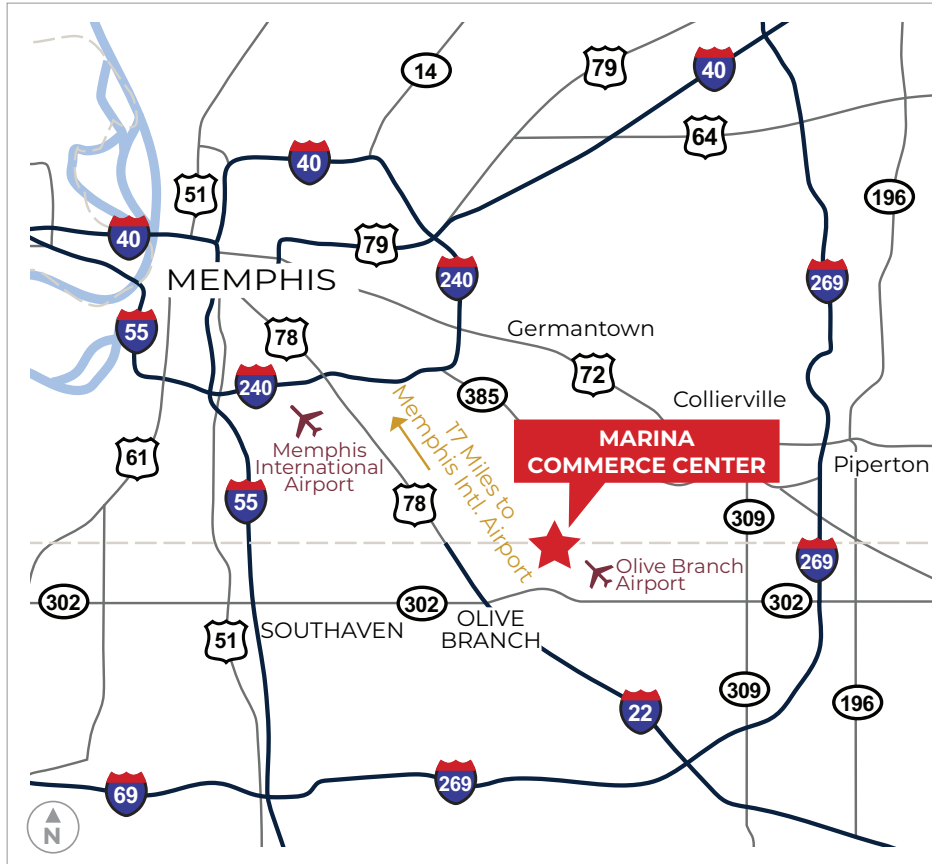 14
79
40
64
40
51
196
40
79
MEMPHIS
240
269
55
78
Germantown
72
240
385
Collierville
17 Miles to
Memphis Intl. Airport
Memphis
International
Airport
MARINA
COMMERCE CENTER
61
Piperton
55
78
309
269
Olive Branch
Airport
302
302
302
51
SOUTHAVEN
OLIVE
BRANCH
309
196
22
69
269
N